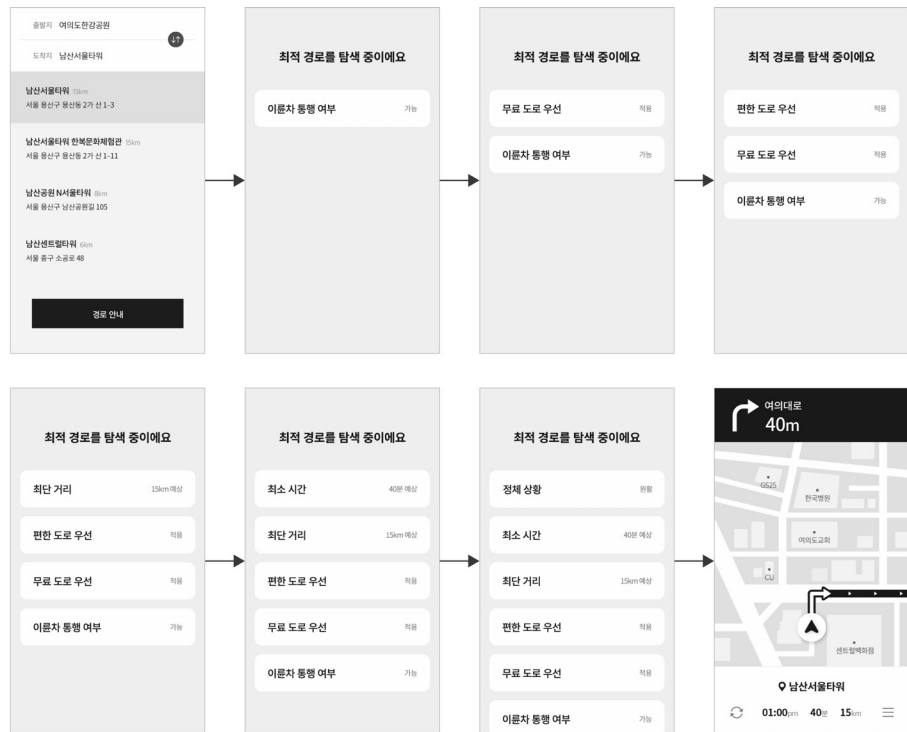 출발지 여의도한강공원
도착지 남산서울타워
남산서울타워 15km
서울 용산구 용산동 2가 산 1-3
남산서울타워 한복문화체험관 15km
서울 용산구 용산동 2가 산 1-11
남산공원 N서울타워 8km
서울 용산구 남산공원길 105
남산센트럴타워 6km
서울 중구 소공로 48
경로 안내
최적 경로를 탐색 중이에요
이륜차 통행 여부 가능
최적 경로를 탐색 중이에요
무료 도로 우선 적용
이륜차 통행 여부 가능
최적 경로를 탐색 중이에요
편한 도로 우선 적용
무료 도로 우선 적용
이륜차 통행 여부 가능
최적 경로를 탐색 중이에요
최단 거리 15km 예상
편한 도로 우선 적용
무료 도로 우선 적용
이륜차 통행 여부 가능
최적 경로를 탐색 중이에요
최소 시간 40분 예상
최단 거리 15km 예상
편한 도로 우선 적용
무료 도로 우선 적용
이륜차 통행 여부 가능
최적 경로를 탐색 중이에요
정체 상황 원활
최소 시간 40분 예상
최단 거리 15km 예상
편한 도로 우선 적용
무료 도로 우선 적용
이륜차 통행 여부 가능
여의대로
40m
GS25
한국병원
여의도교회
CU
센트럴백화점
남산서울타워
01:00pm 40분 15km